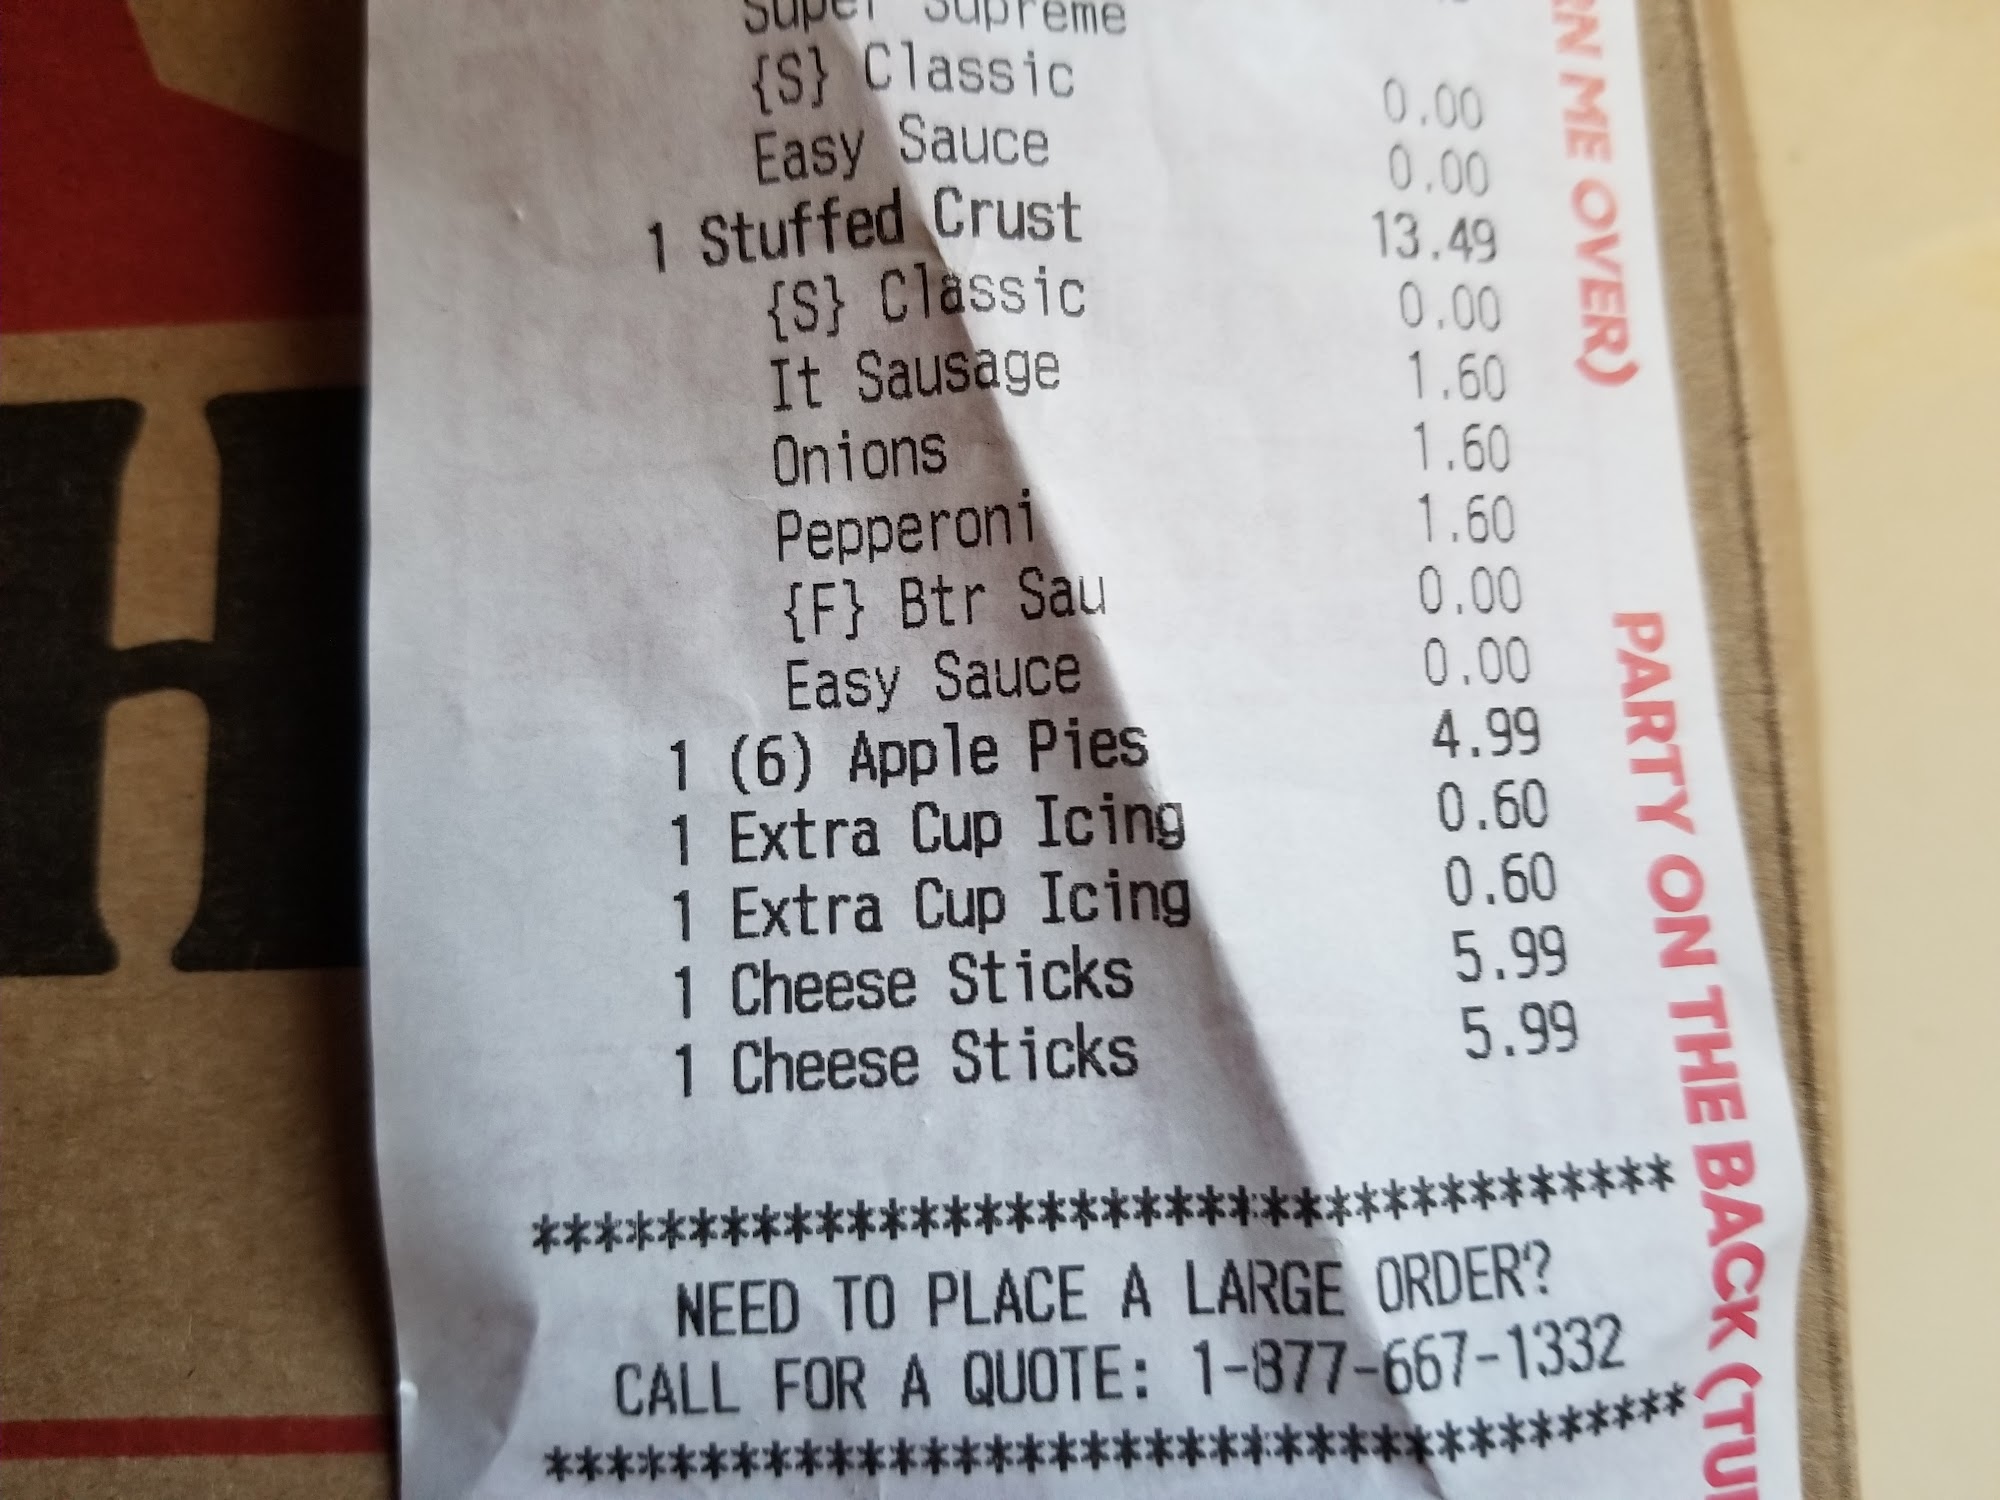 Super Supreme
{S} Classic 0.00
Easy Sauce 0.00
1 Stuffed Crust 13.49
{S} Classic 0.00
It Sausage 1.60
Onions 1.60
Pepperoni 1.60
{F} Btr Sau 0.00
Easy Sauce 0.00
1 (6) Apple Pies 4.99
1 Extra Cup Icing 0.60
1 Extra Cup Icing 0.60
1 Cheese Sticks 5.99
1 Cheese Sticks 5.99
************************************
NEED TO PLACE A LARGE ORDER?
CALL FOR A QUOTE: 1-877-667-1332
************************************
RN ME OVER)
PARTY ON THE BACK (TU
H